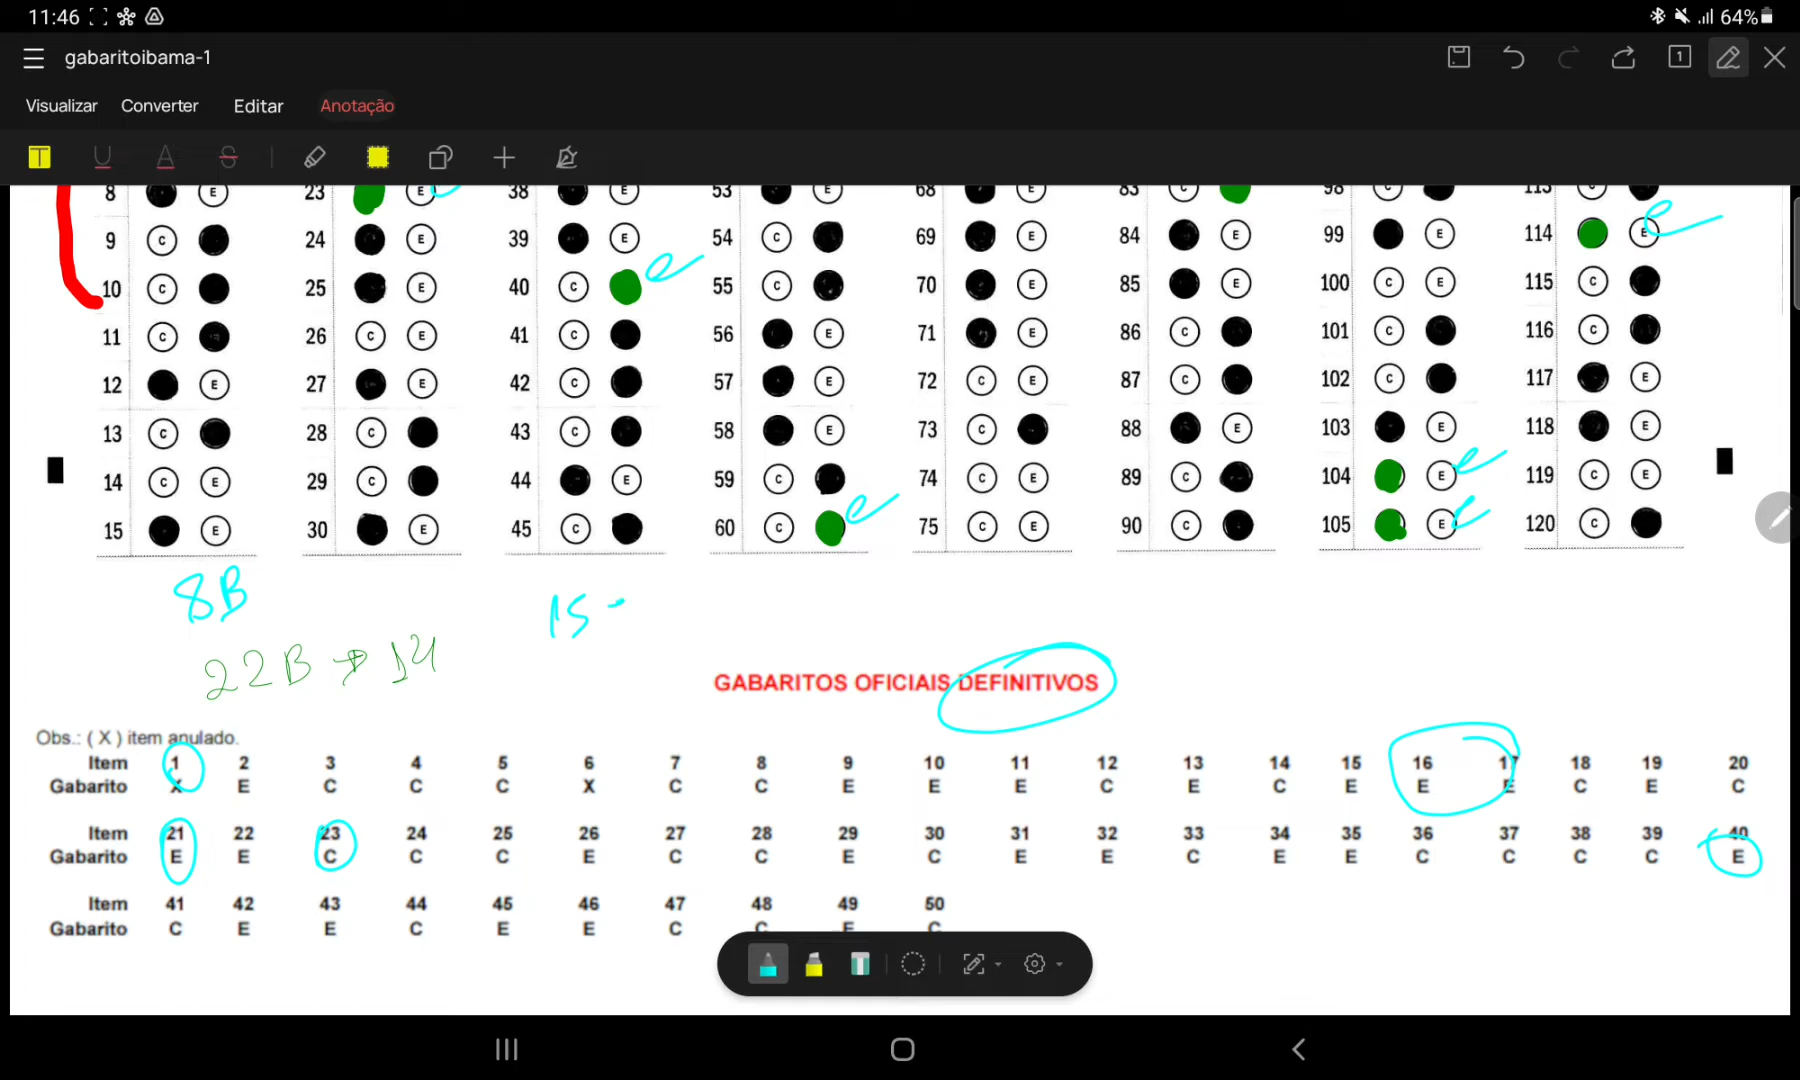 11:46 64%
gabaritoibama-1 1
Visualizar Converter Editar Anotação
T U A S
8 E 23 E 38 E 53 E 68 E 83 C 98 C 113 C
9 C 24 E 39 E 54 C 69 E 84 E 99 E 114 E e
10 C 25 E 40 C e 55 C 70 E 85 E 100 C E 115 C
11 C 26 C E 41 C 56 E 71 E 86 C 101 C 116 C
12 E 27 E 42 C 57 E 72 C E 87 C 102 C 117 E
13 C 28 C 43 C 58 E 73 C 88 E 103 E 118 E
14 C E 29 C 44 E 59 C 74 C E 89 C 104 E e 119 C E
15 E 30 E 45 C 60 C e 75 C E 90 C 105 E e 120 C
8B
15 -
22B → 14
GABARITOS OFICIAIS DEFINITIVOS
Obs.: ( X ) item anulado.
Item 1 2 3 4 5 6 7 8 9 10 11 12 13 14 15 16 17 18 19 20
Gabarito X E C C C X C C E E E C E C E E E C E C
Item 21 22 23 24 25 26 27 28 29 30 31 32 33 34 35 36 37 38 39 40
Gabarito E E C C C E C C E C E E C E E C C C C E
Item 41 42 43 44 45 46 47 48 49 50
Gabarito C E E C E E C C E C